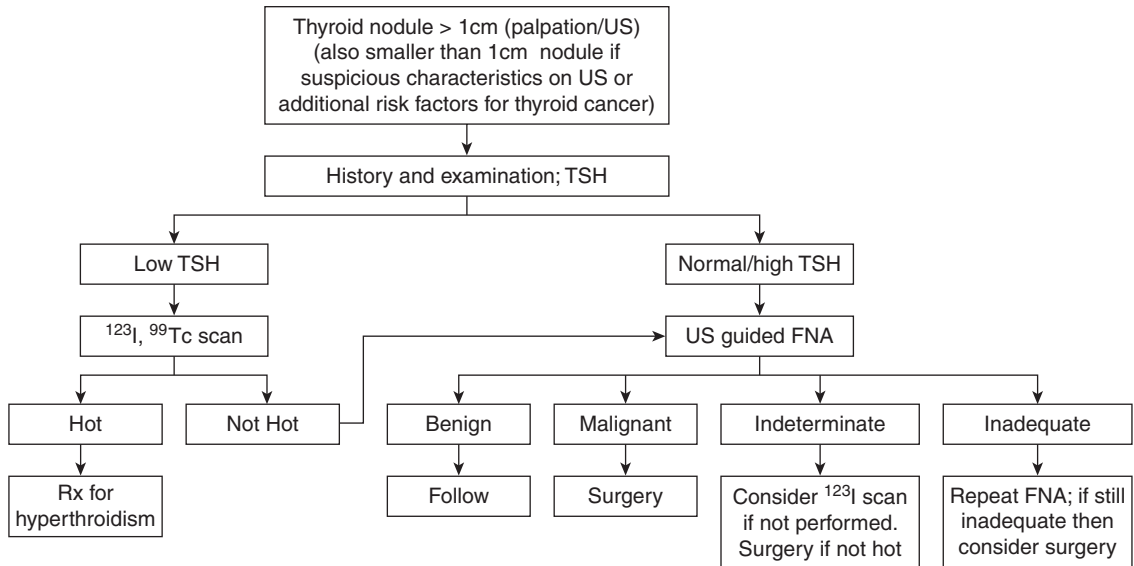 Thyroid nodule > 1cm (palpation/US)
(also smaller than 1cm nodule if
suspicious characteristics on US or
additional risk factors for thyroid cancer)
History and examination; TSH
Low TSH
Normal/high TSH
¹²³I, ⁹⁹Tc scan
US guided FNA
Hot
Not Hot
Benign
Malignant
Indeterminate
Inadequate
Rx for
hyperthroidism
Follow
Surgery
Consider ¹²³I scan
if not performed.
Surgery if not hot
Repeat FNA; if still
inadequate then
consider surgery